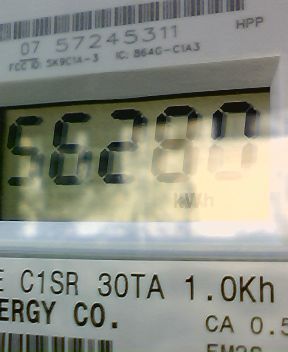 HPP
07 57245311
FCC ID: SK9C1A-3 IC: 864G-C1A3
56280
kWh
E C1SR 30TA 1.0Kh
ERGY CO.
CA 0.5